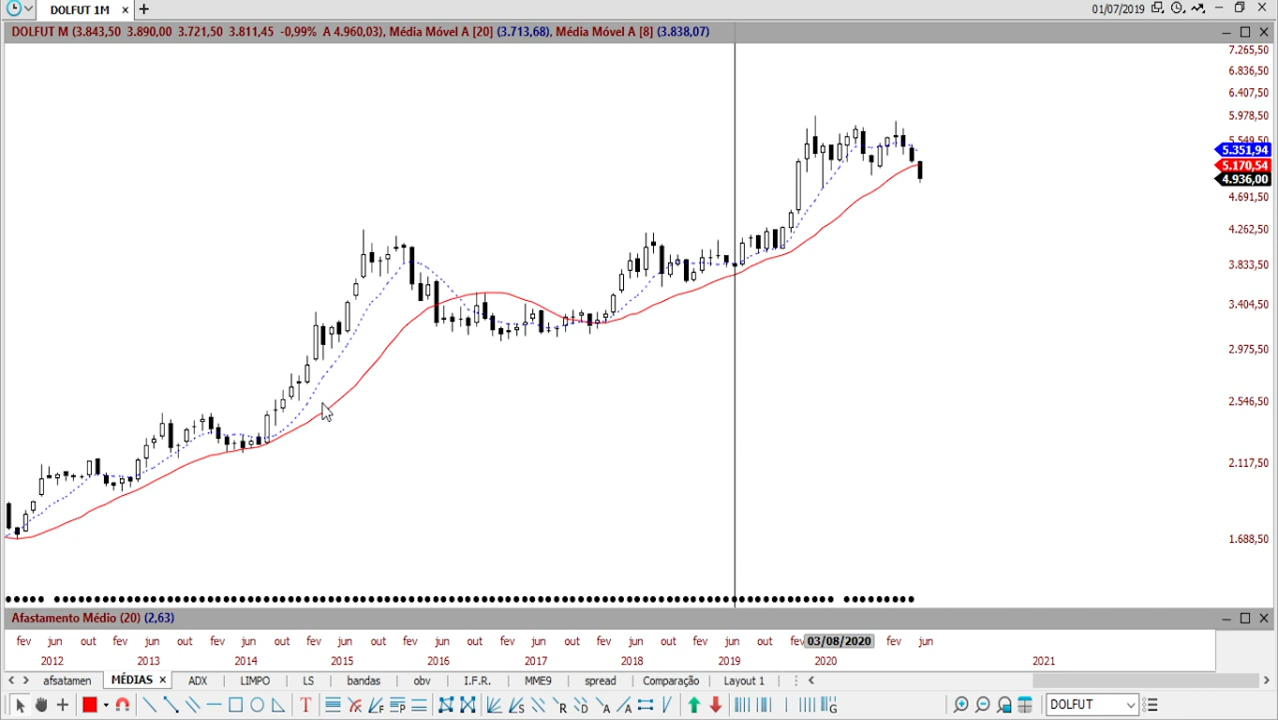 DOLFUT 1M × + 01/07/2019
DOLFUT M (3.843,50 3.890,00 3.721,50 3.811,45 -0,99% A 4.960,03), Média Móvel A [20] (3.713,68), Média Móvel A [8] (3.838,07)
7.265,50
6.836,50
6.407,50
5.978,50
5.549,50
5.351,94
5.170,54
4.936,00
4.691,50
4.262,50
3.833,50
3.404,50
2.975,50
2.546,50
2.117,50
1.688,50
Afastamento Médio (20) (2,63)
fev jun out fev jun out fev jun out fev jun out fev jun out fev jun out fev jun out fev jun out fev 03/08/2020 fev jun
2012 2013 2014 2015 2016 2017 2018 2019 2020 2021
afsatamen MÉDIAS × ADX LIMPO LS bandas obv I.F.R. MME9 spread Comparação Layout 1
T F P F S R D A A G DOLFUT